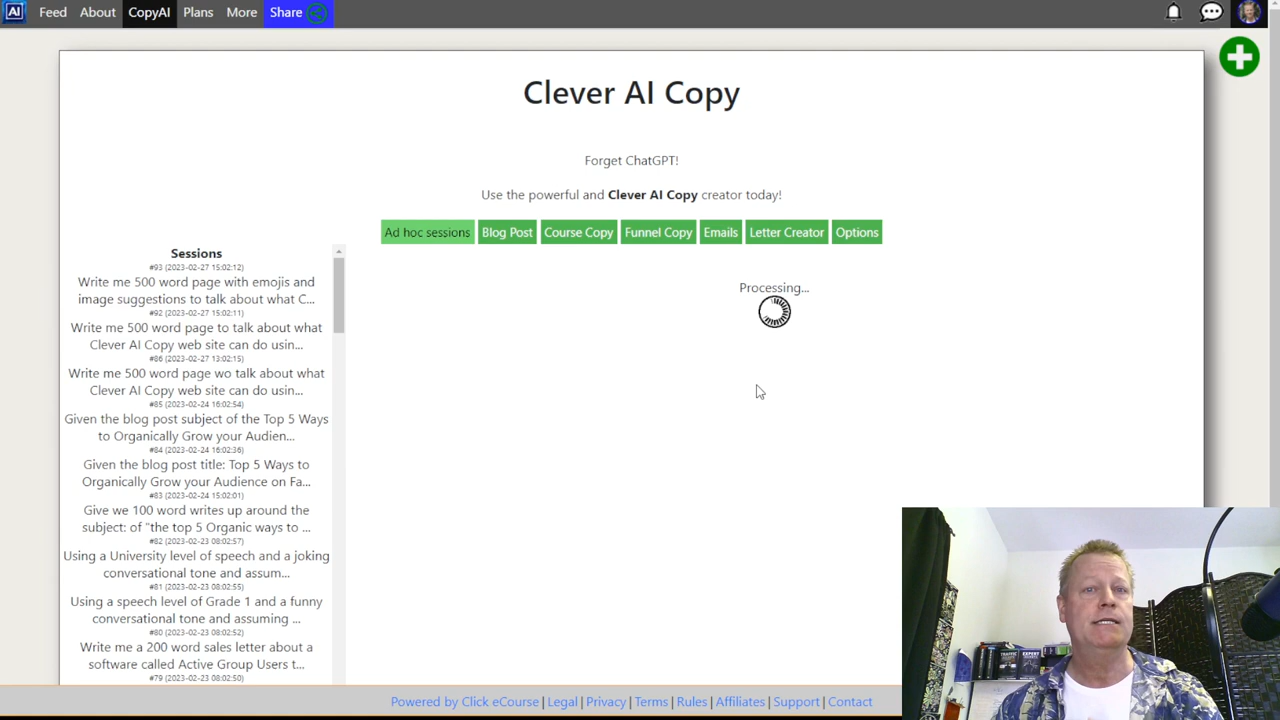 AI Feed About CopyAI Plans More Share
Clever AI Copy
Forget ChatGPT!
Use the powerful and Clever AI Copy creator today!
Ad hoc sessions Blog Post Course Copy Funnel Copy Emails Letter Creator Options
Sessions
#93 (2023-02-27 15:02:12)
Write me 500 word page with emojis and
image suggestions to talk about what C...
#92 (2023-02-27 15:02:11)
Write me 500 word page to talk about what
Clever AI Copy web site can do usin...
#86 (2023-02-27 13:02:15)
Write me 500 word page wo talk about what
Clever AI Copy web site can do usin...
#85 (2023-02-24 16:02:54)
Given the blog post subject of the Top 5 Ways
to Organically Grow your Audien...
#84 (2023-02-24 16:02:36)
Given the blog post title: Top 5 Ways to
Organically Grow your Audience on Fa...
#83 (2023-02-24 15:02:01)
Give we 100 word writes up around the
subject: of "the top 5 Organic ways to ...
#82 (2023-02-23 08:02:57)
Using a University level of speech and a joking
conversational tone and assum...
#81 (2023-02-23 08:02:55)
Using a speech level of Grade 1 and a funny
conversational tone and assuming ...
#80 (2023-02-23 08:02:52)
Write me a 200 word sales letter about a
software called Active Group Users t...
#79 (2023-02-23 08:02:50)
Processing...
TRAFFIC EXPERT
Powered by Click eCourse | Legal | Privacy | Terms | Rules | Affiliates | Support | Contact